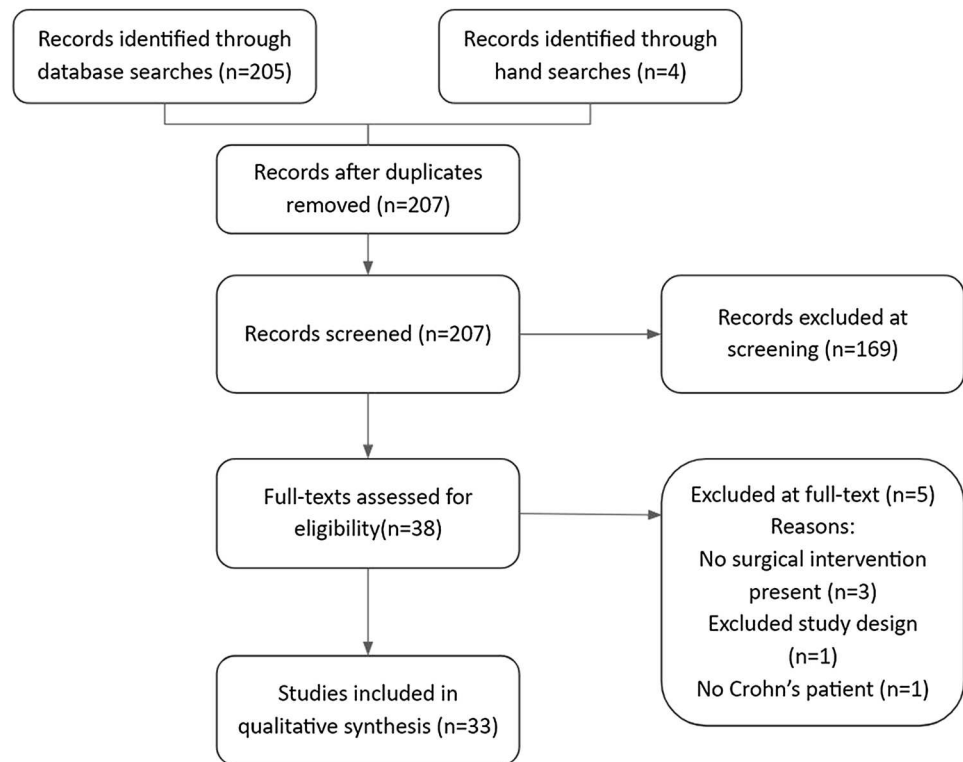 Records identified through
database searches (n=205)
Records identified through
hand searches (n=4)
Records after duplicates
removed (n=207)
Records screened (n=207)
Records excluded at
screening (n=169)
Full-texts assessed for
eligibility(n=38)
Excluded at full-text (n=5)
Reasons:
No surgical intervention
present (n=3)
Excluded study design
(n=1)
No Crohn’s patient (n=1)
Studies included in
qualitative synthesis (n=33)